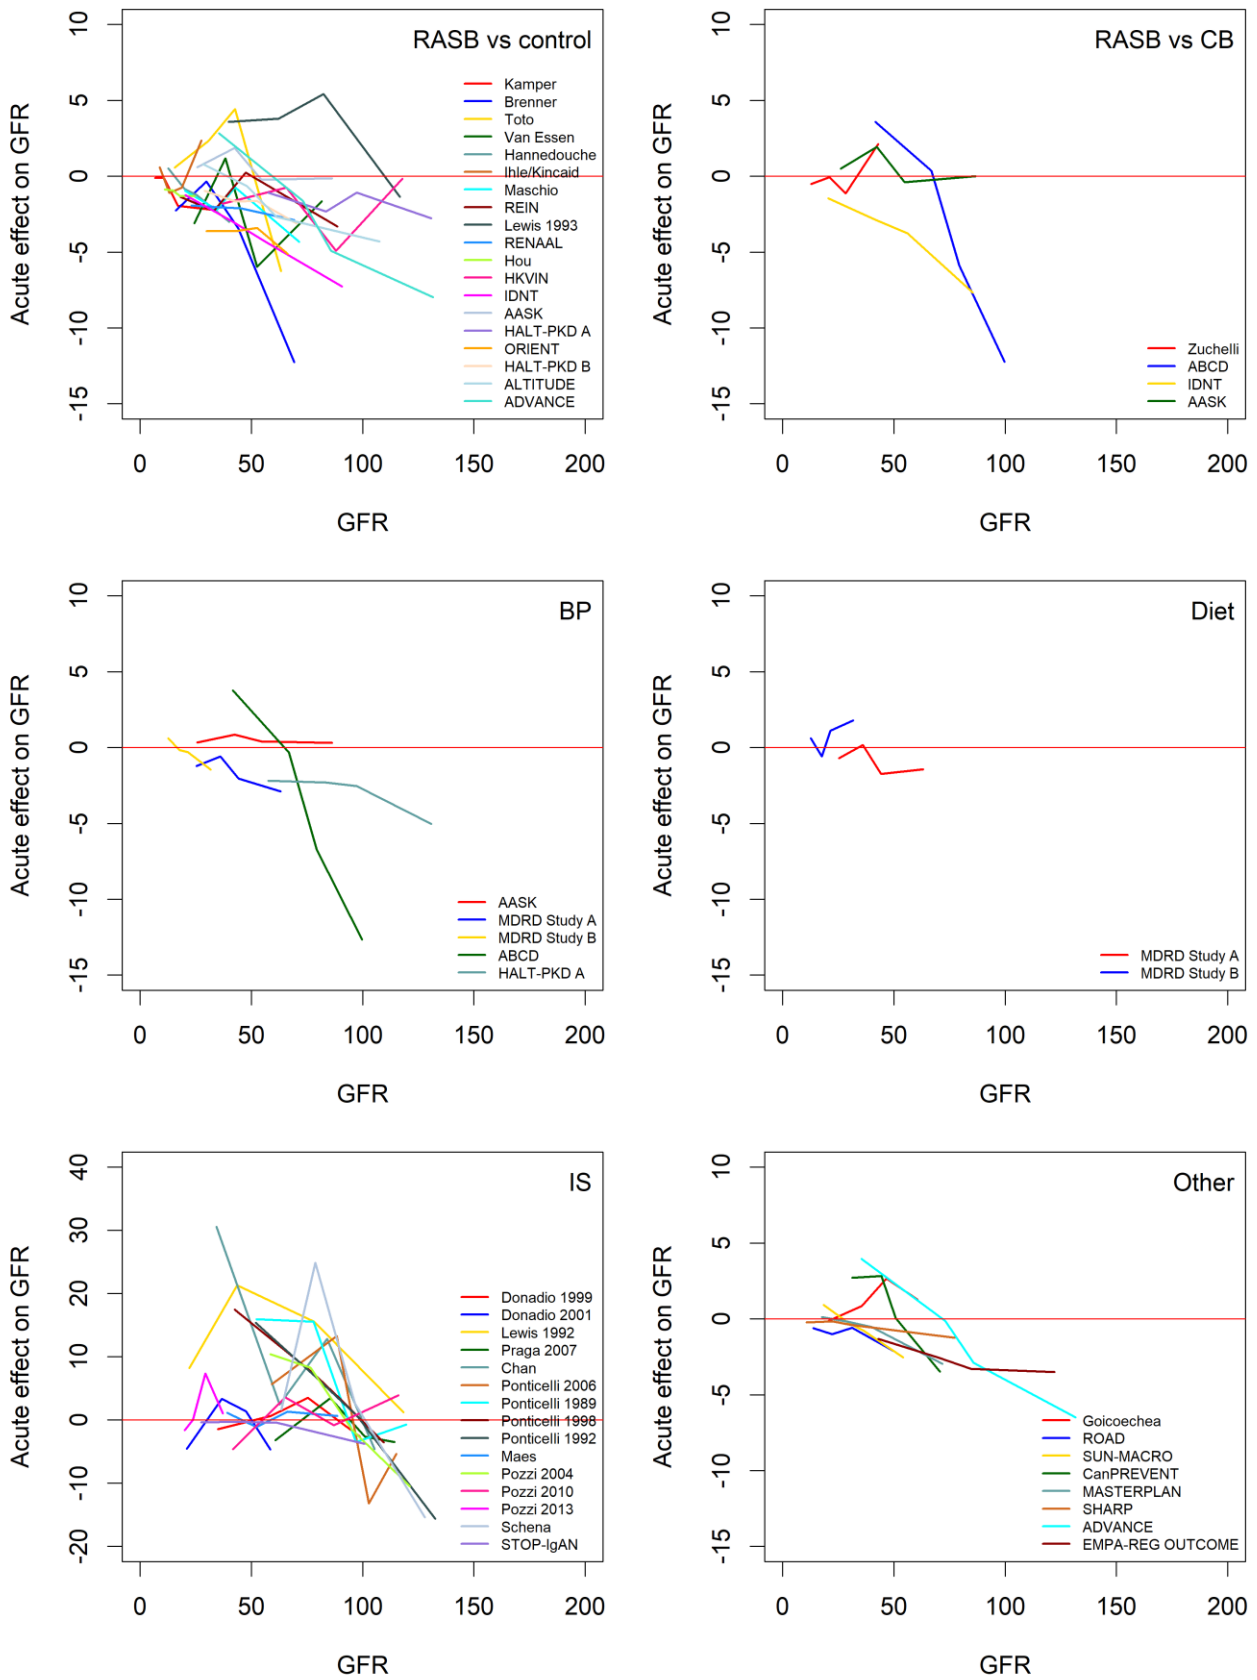 RASB vs control
Acute effect on GFR
10
5
0
-5
-10
-15
Kamper
Brenner
Toto
Van Essen
Hannedouche
Ihle/Kincaid
Maschio
REIN
Lewis 1993
RENAAL
Hou
HKVIN
IDNT
AASK
HALT-PKD A
ORIENT
HALT-PKD B
ALTITUDE
ADVANCE
0 50 100 150 200
GFR
RASB vs CB
Acute effect on GFR
10
5
0
-5
-10
-15
Zuchelli
ABCD
IDNT
AASK
0 50 100 150 200
GFR
BP
Acute effect on GFR
10
5
0
-5
-10
-15
AASK
MDRD Study A
MDRD Study B
ABCD
HALT-PKD A
0 50 100 150 200
GFR
Diet
Acute effect on GFR
10
5
0
-5
-10
-15
MDRD Study A
MDRD Study B
0 50 100 150 200
GFR
IS
Acute effect on GFR
40
30
20
10
0
-10
-20
Donadio 1999
Donadio 2001
Lewis 1992
Praga 2007
Chan
Ponticelli 2006
Ponticelli 1989
Ponticelli 1998
Ponticelli 1992
Maes
Pozzi 2004
Pozzi 2010
Pozzi 2013
Schena
STOP-IgAN
0 50 100 150 200
GFR
Other
Acute effect on GFR
10
5
0
-5
-10
-15
Goicoechea
ROAD
SUN-MACRO
CanPREVENT
MASTERPLAN
SHARP
ADVANCE
EMPA-REG OUTCOME
0 50 100 150 200
GFR